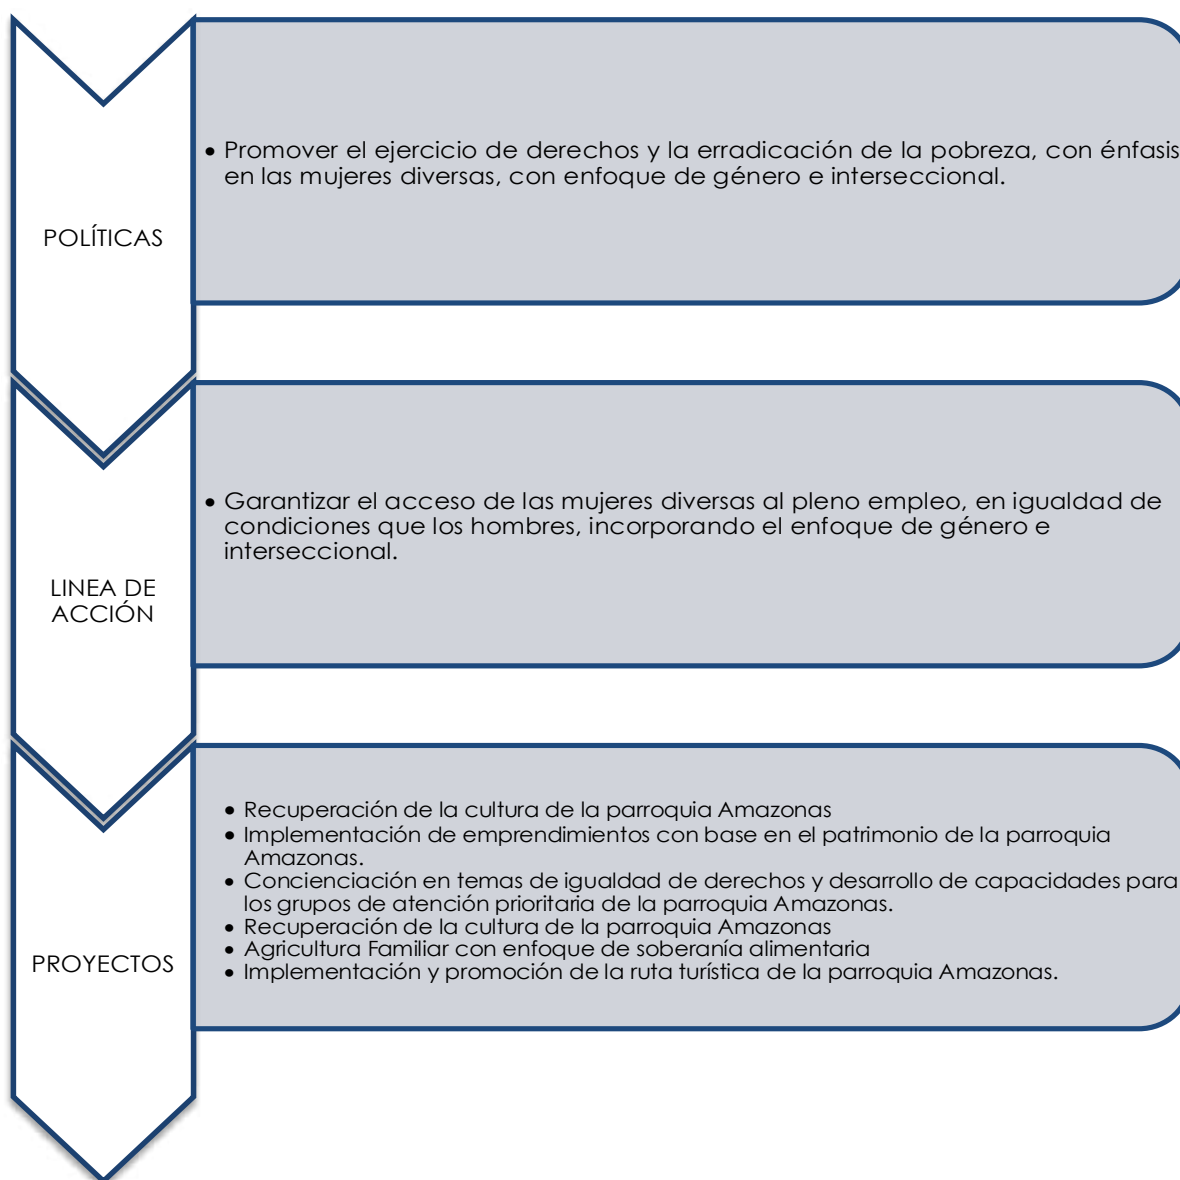 POLÍTICAS
• Promover el ejercicio de derechos y la erradicación de la pobreza, con énfasis
en las mujeres diversas, con enfoque de género e interseccional.
LINEA DE
ACCIÓN
• Garantizar el acceso de las mujeres diversas al pleno empleo, en igualdad de
condiciones que los hombres, incorporando el enfoque de género e
interseccional.
PROYECTOS
• Recuperación de la cultura de la parroquia Amazonas
• Implementación de emprendimientos con base en el patrimonio de la parroquia
Amazonas.
• Concienciación en temas de igualdad de derechos y desarrollo de capacidades para
los grupos de atención prioritaria de la parroquia Amazonas.
• Recuperación de la cultura de la parroquia Amazonas
• Agricultura Familiar con enfoque de soberanía alimentaria
• Implementación y promoción de la ruta turística de la parroquia Amazonas.